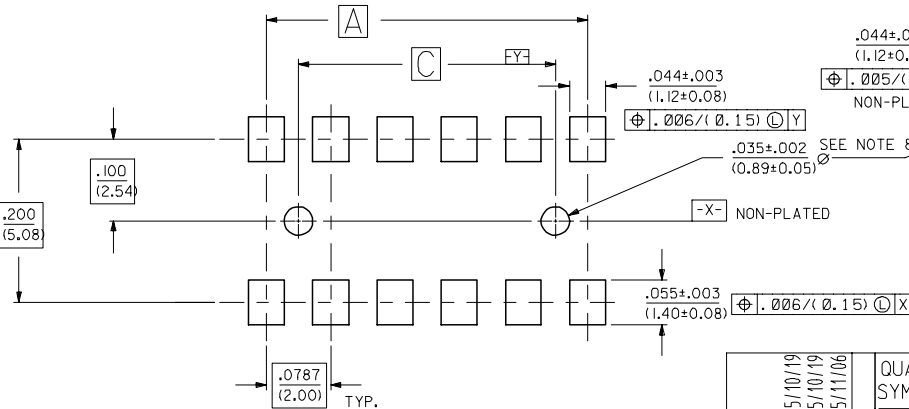 A
C
-Y-
.044±.003
(1.12±0.08)
⌖ .006/(0.15) Ⓛ Y
.044±.0
(1.12±0.
⌖ .005/(
NON-PL
.035±.002 ⌀ SEE NOTE 8
(0.89±0.05)
.100
(2.54)
.200
(5.08)
-X- NON-PLATED
.055±.003
(1.40±0.08)
⌖ .006/(0.15) Ⓛ X
.0787
(2.00)
TYP.
5/10/19
5/10/19
5/11/06
QUA
SYM